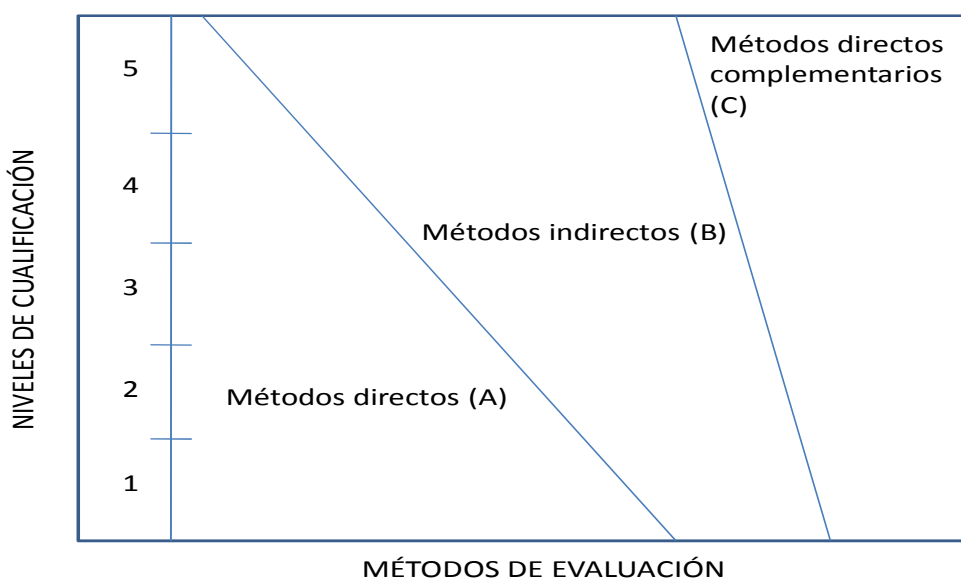 NIVELES DE CUALIFICACIÓN
5
4
3
2
1
Métodos directos
complementarios
(C)
Métodos indirectos (B)
Métodos directos (A)
MÉTODOS DE EVALUACIÓN